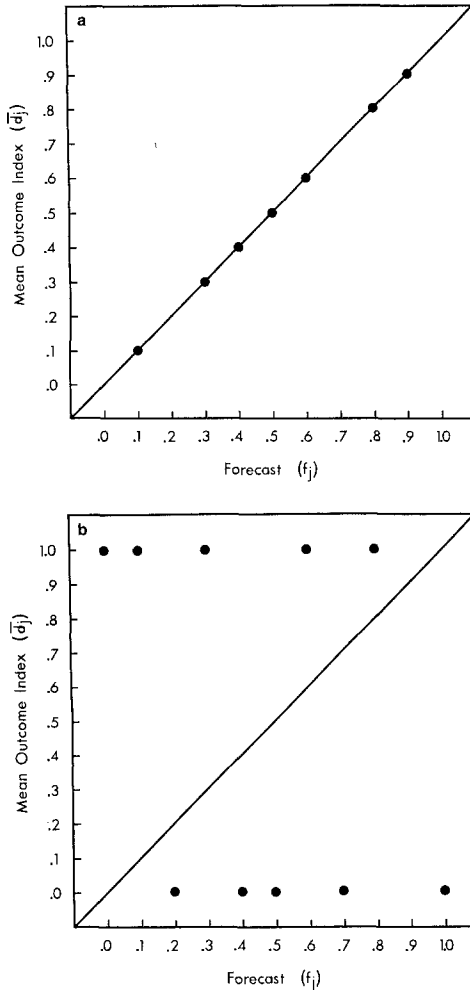 a
1.0
.9
.8
.7
.6
.5
.4
.3
.2
.1
.0
Mean Outcome Index (d̅j)
.0 .1 .2 .3 .4 .5 .6 .7 .8 .9 1.0
Forecast (fj)
b
1.0
.9
.8
.7
.6
.5
.4
.3
.2
.1
.0
Mean Outcome Index (d̅j)
.0 .1 .2 .3 .4 .5 .6 .7 .8 .9 1.0
Forecast (fj)